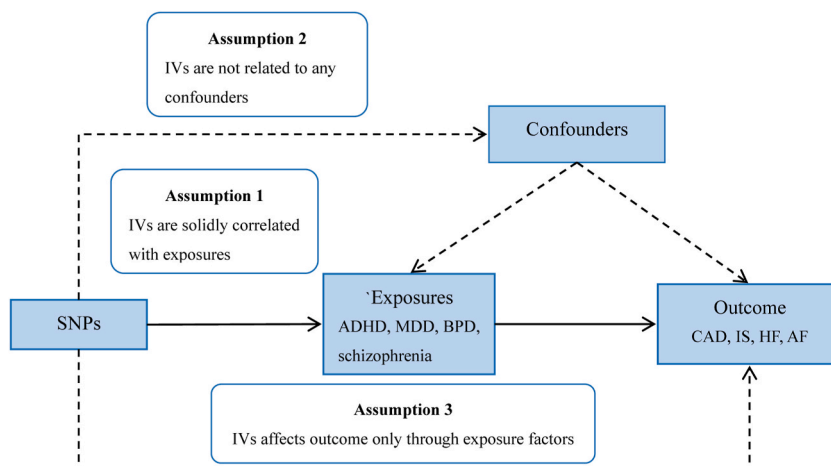 Assumption 2
IVs are not related to any
confounders
Confounders
Assumption 1
IVs are solidly correlated
with exposures
SNPs
`Exposures
ADHD, MDD, BPD,
schizophrenia
Outcome
CAD, IS, HF, AF
Assumption 3
IVs affects outcome only through exposure factors